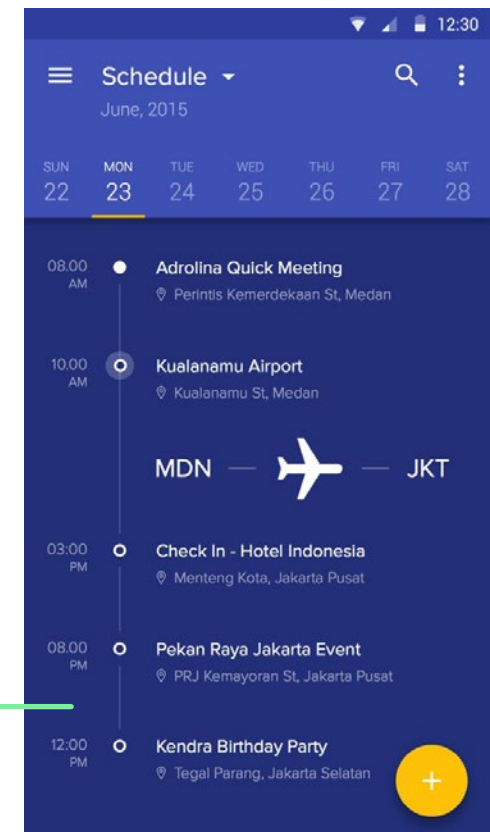 12:30
Schedule
June, 2015
SUN MON TUE WED THU FRI SAT
22 23 24 25 26 27 28
08.00 Adrolina Quick Meeting
AM Perintis Kemerdekaan St, Medan
10.00 Kualanamu Airport
AM Kualanamu St, Medan
MDN — — JKT
03:00 Check In - Hotel Indonesia
PM Menteng Kota, Jakarta Pusat
08.00 Pekan Raya Jakarta Event
PM PRJ Kemayoran St, Jakarta Pusat
12:00 Kendra Birthday Party
PM Tegal Parang, Jakarta Selatan
+